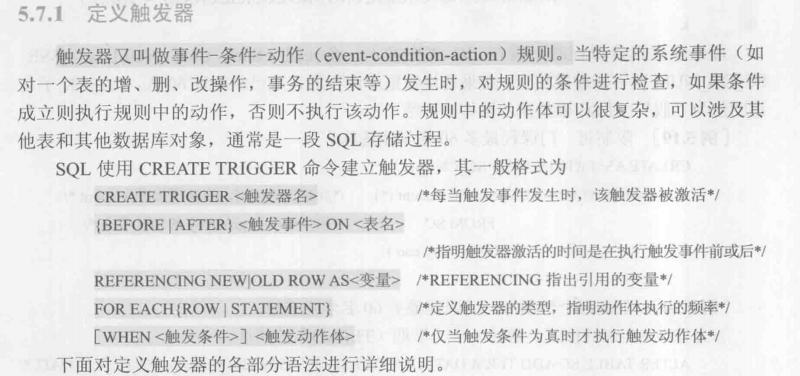 5.7.1 定义触发器
触发器又叫做事件-条件-动作（event-condition-action）规则。当特定的系统事件（如
对一个表的增、删、改操作，事务的结束等）发生时，对规则的条件进行检查，如果条件
成立则执行规则中的动作，否则不执行该动作。规则中的动作体可以很复杂，可以涉及其
他表和其他数据库对象，通常是一段 SQL 存储过程。
SQL 使用 CREATE TRIGGER 命令建立触发器，其一般格式为
CREATE TRIGGER <触发器名> /*每当触发事件发生时，该触发器被激活*/
{BEFORE | AFTER} <触发事件> ON <表名>
/*指明触发器激活的时间是在执行触发事件前或后*/
REFERENCING NEW|OLD ROW AS<变量> /*REFERENCING 指出引用的变量*/
FOR EACH{ROW | STATEMENT} /*定义触发器的类型，指明动作体执行的频率*/
[WHEN <触发条件>] <触发动作体> /*仅当触发条件为真时才执行触发动作体*/
下面对定义触发器的各部分语法进行详细说明。